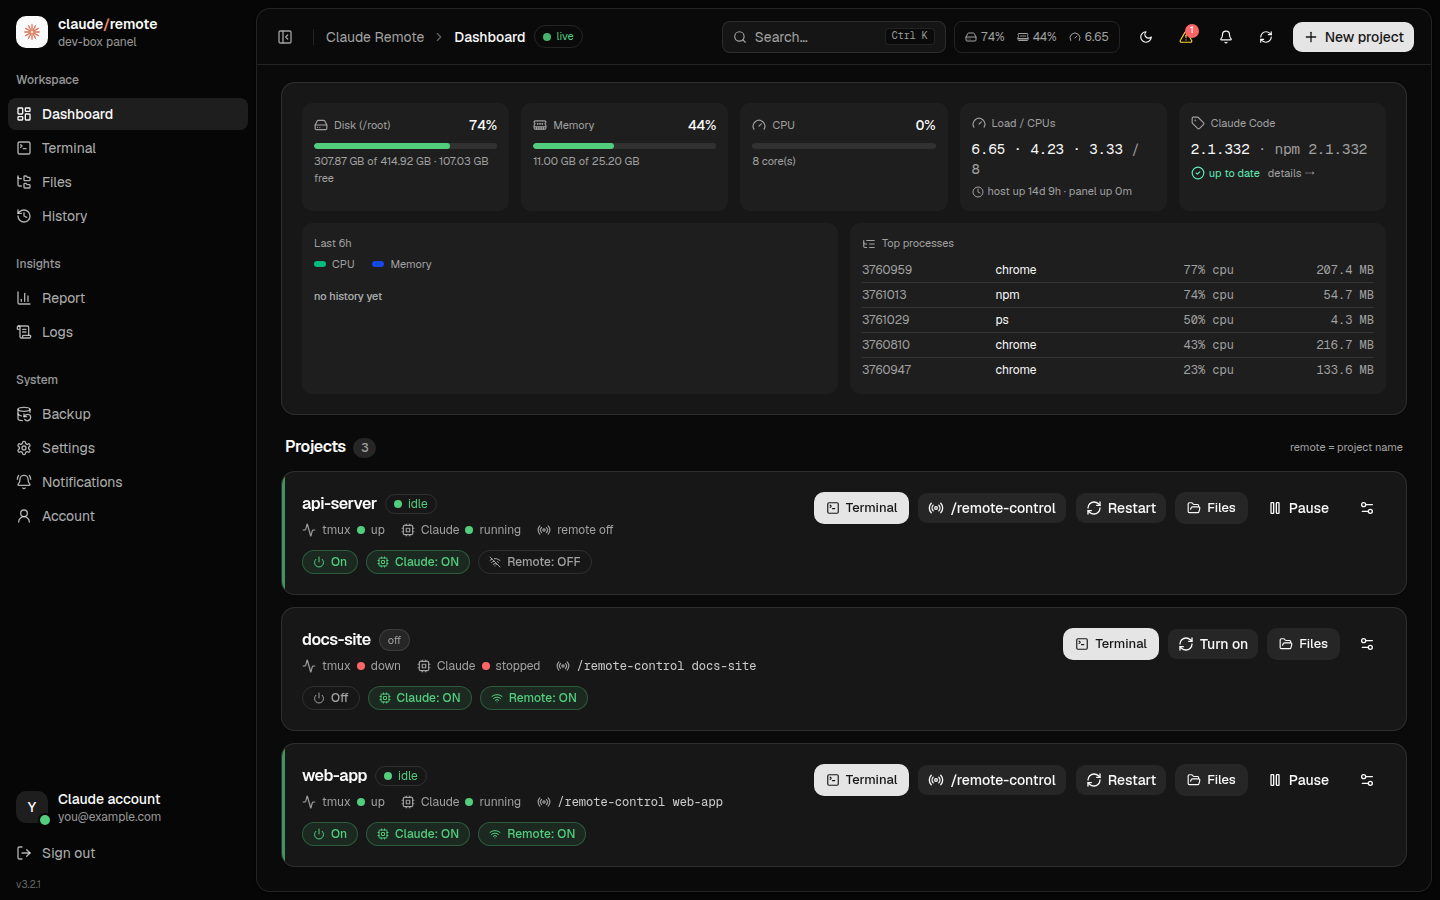 claude/remote
dev-box panel
Workspace
Dashboard
Terminal
Files
History
Insights
Report
Logs
System
Backup
Settings
Notifications
Account
Y
Claude account
you@example.com
Sign out
v3.2.1
Claude Remote > Dashboard live
Search... Ctrl K
74% 44% 6.65
1
+ New project
Disk (/root) 74%
307.87 GB of 414.92 GB · 107.03 GB
free
Memory 44%
11.00 GB of 25.20 GB
CPU 0%
8 core(s)
Load / CPUs
6.65 · 4.23 · 3.33 /
8
host up 14d 9h · panel up 0m
Claude Code
2.1.332 · npm 2.1.332
up to date details →
Last 6h
CPU Memory
no history yet
Top processes
3760959 chrome 77% cpu 207.4 MB
3761013 npm 74% cpu 54.7 MB
3761029 ps 50% cpu 4.3 MB
3760810 chrome 43% cpu 216.7 MB
3760947 chrome 23% cpu 133.6 MB
Projects 3
remote = project name
api-server idle
tmux up Claude running remote off
On Claude: ON Remote: OFF
Terminal /remote-control Restart Files Pause
docs-site off
tmux down Claude stopped /remote-control docs-site
Off Claude: ON Remote: ON
Terminal Turn on Files
web-app idle
tmux up Claude running /remote-control web-app
On Claude: ON Remote: ON
Terminal /remote-control Restart Files Pause